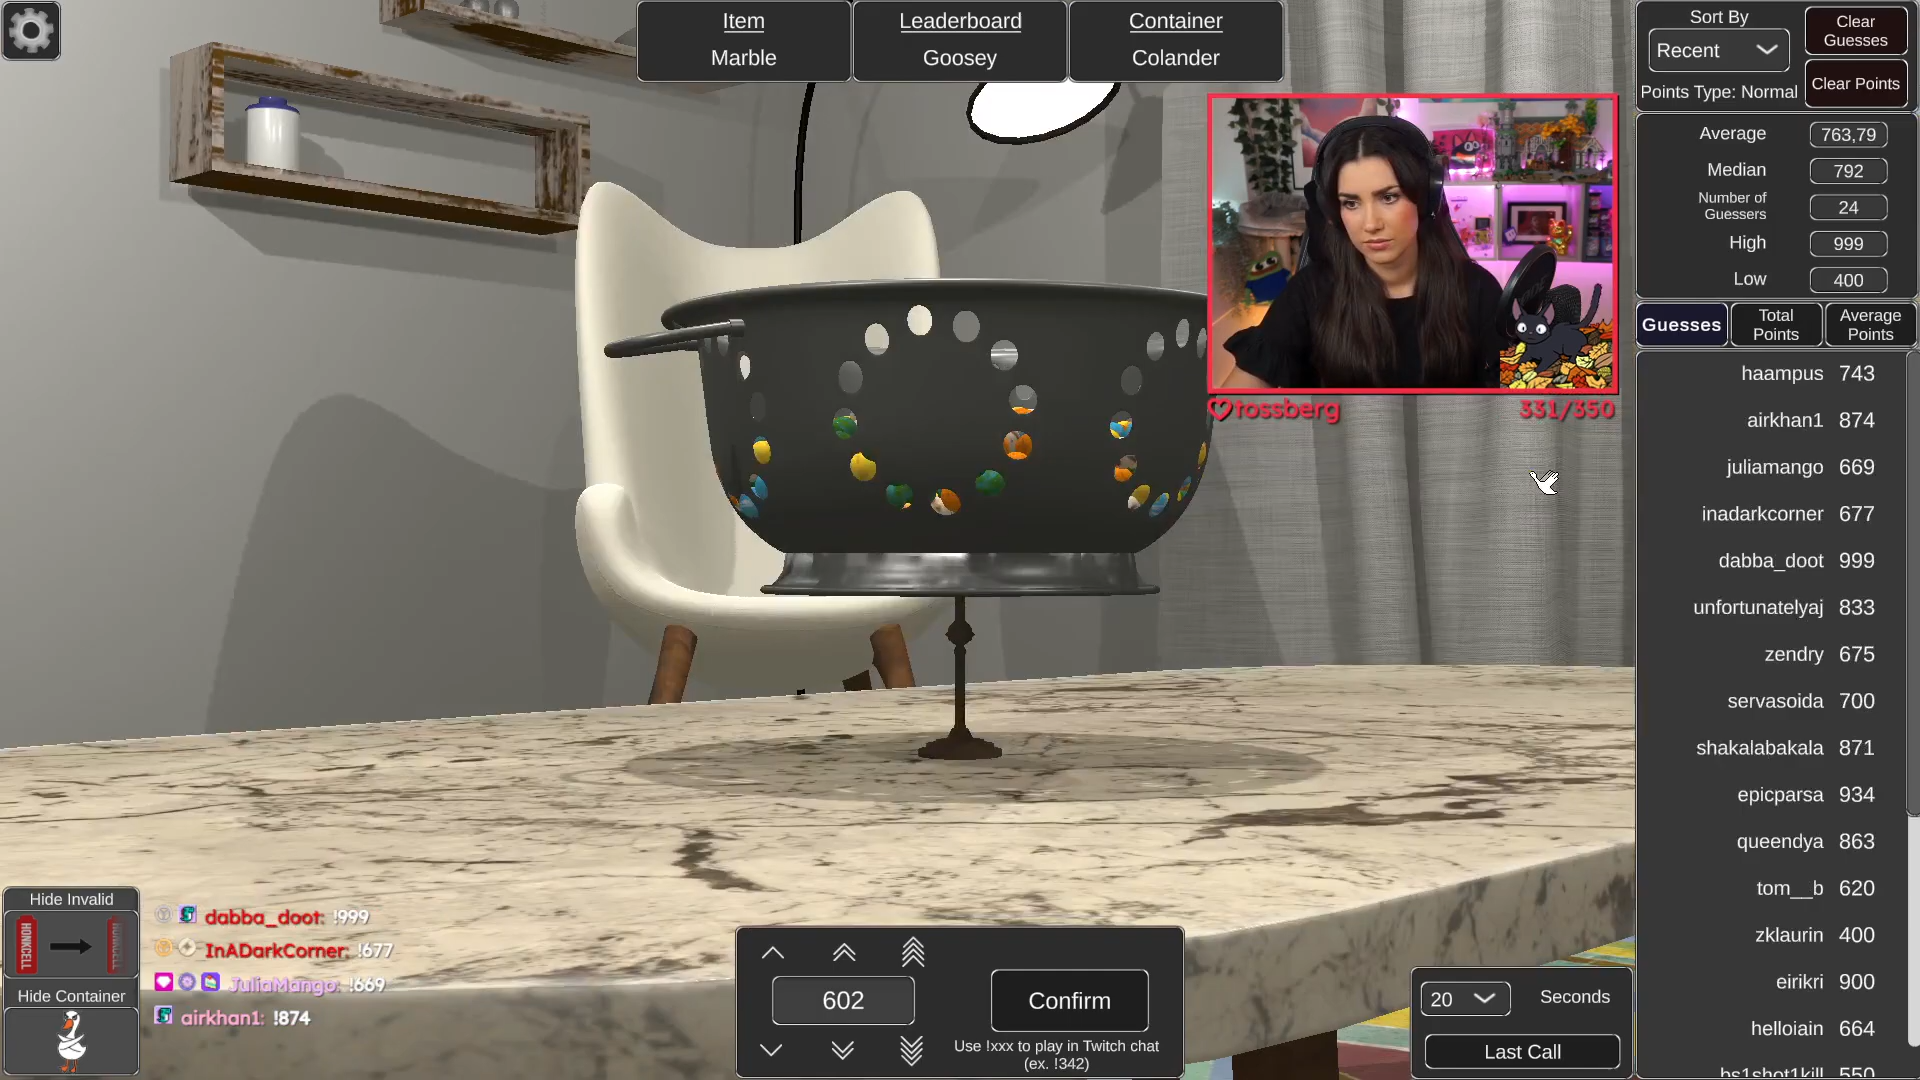 Item
Marble
Leaderboard
Goosey
Container
Colander
Sort By
Recent
Clear Guesses
Points Type: Normal
Clear Points
Average 763,79
Median 792
Number of Guessers 24
High 999
Low 400
Guesses
Total Points
Average Points
haampus 743
airkhan1 874
juliamango 669
inadarkcorner 677
dabba_doot 999
unfortunatelyaj 833
zendry 675
servasoida 700
shakalabakala 871
epicparsa 934
queendya 863
tom__b 620
zklaurin 400
eirikri 900
helloiain 664
bs1shot1kill 550
tossberg
331/350
Hide Invalid
HONKCELL
HONKCELL
Hide Container
dabba_doot: !999
InADarkCorner: !677
JuliaMango: !669
airkhan1: !874
602
Confirm
Use !xxx to play in Twitch chat
(ex. !342)
20 Seconds
Last Call